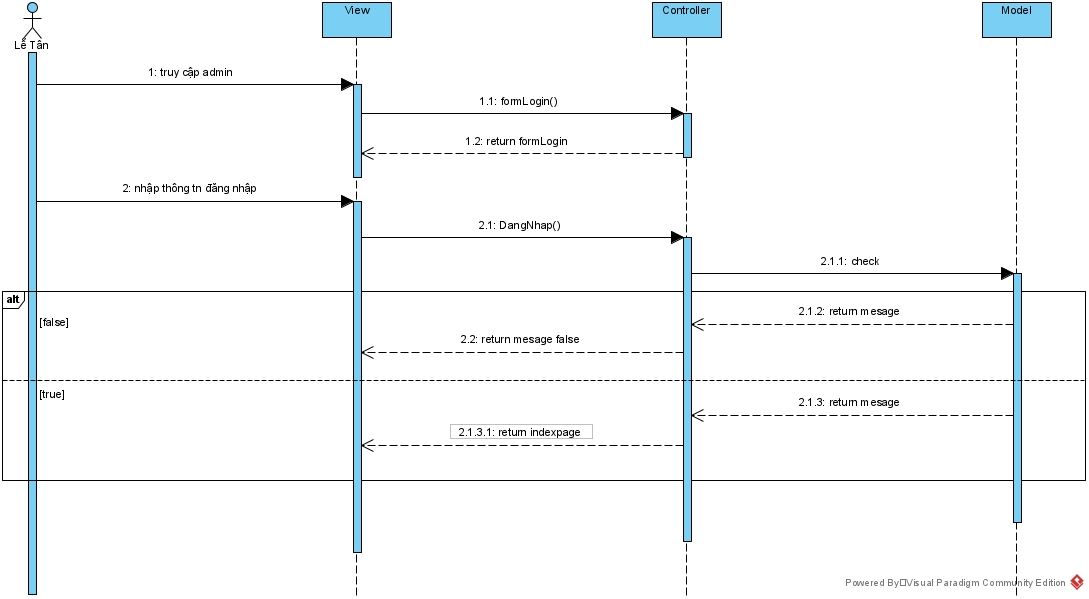 View
Controller
Model
Lễ Tân
1: truy cập admin
1.1: formLogin()
1.2: return formLogin
2: nhập thông tn đăng nhập
2.1: DangNhap()
2.1.1: check
alt
[false]
2.1.2: return mesage
2.2: return mesage false
[true]
2.1.3: return mesage
2.1.3.1: return indexpage
Powered By□Visual Paradigm Community Edition